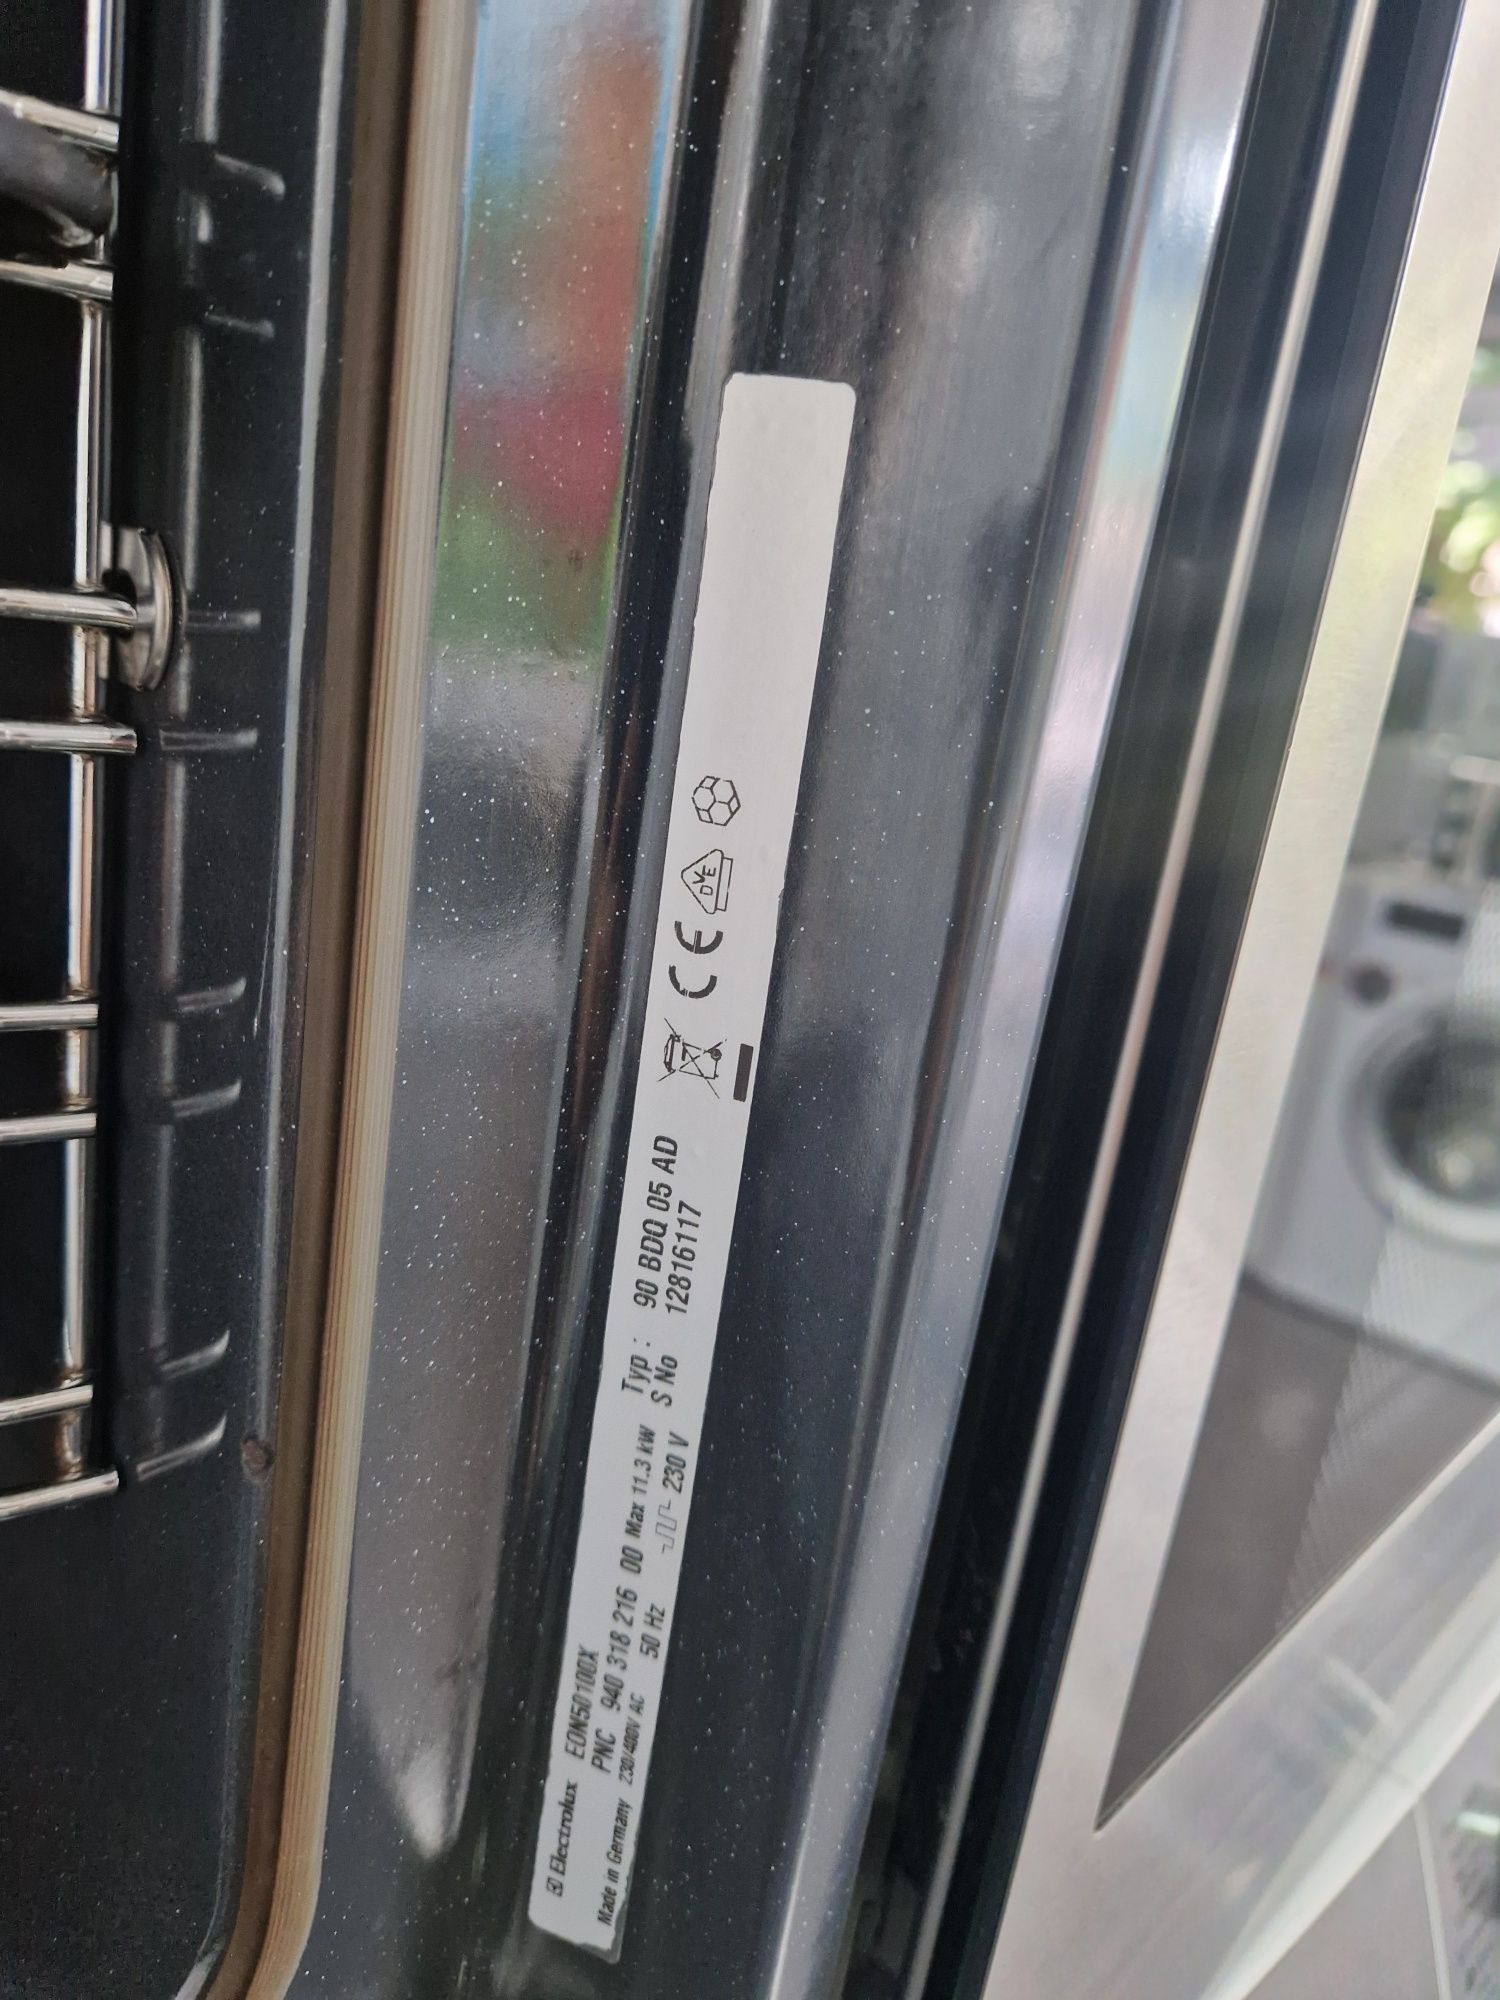 Electrolux EON50100X
PNC 940 318 216 00 Max 11.3 kW Typ : 90 BDQ 05 AD
Made in Germany 230/400V AC 50 Hz 230 V S No 12816117
CE
DVE